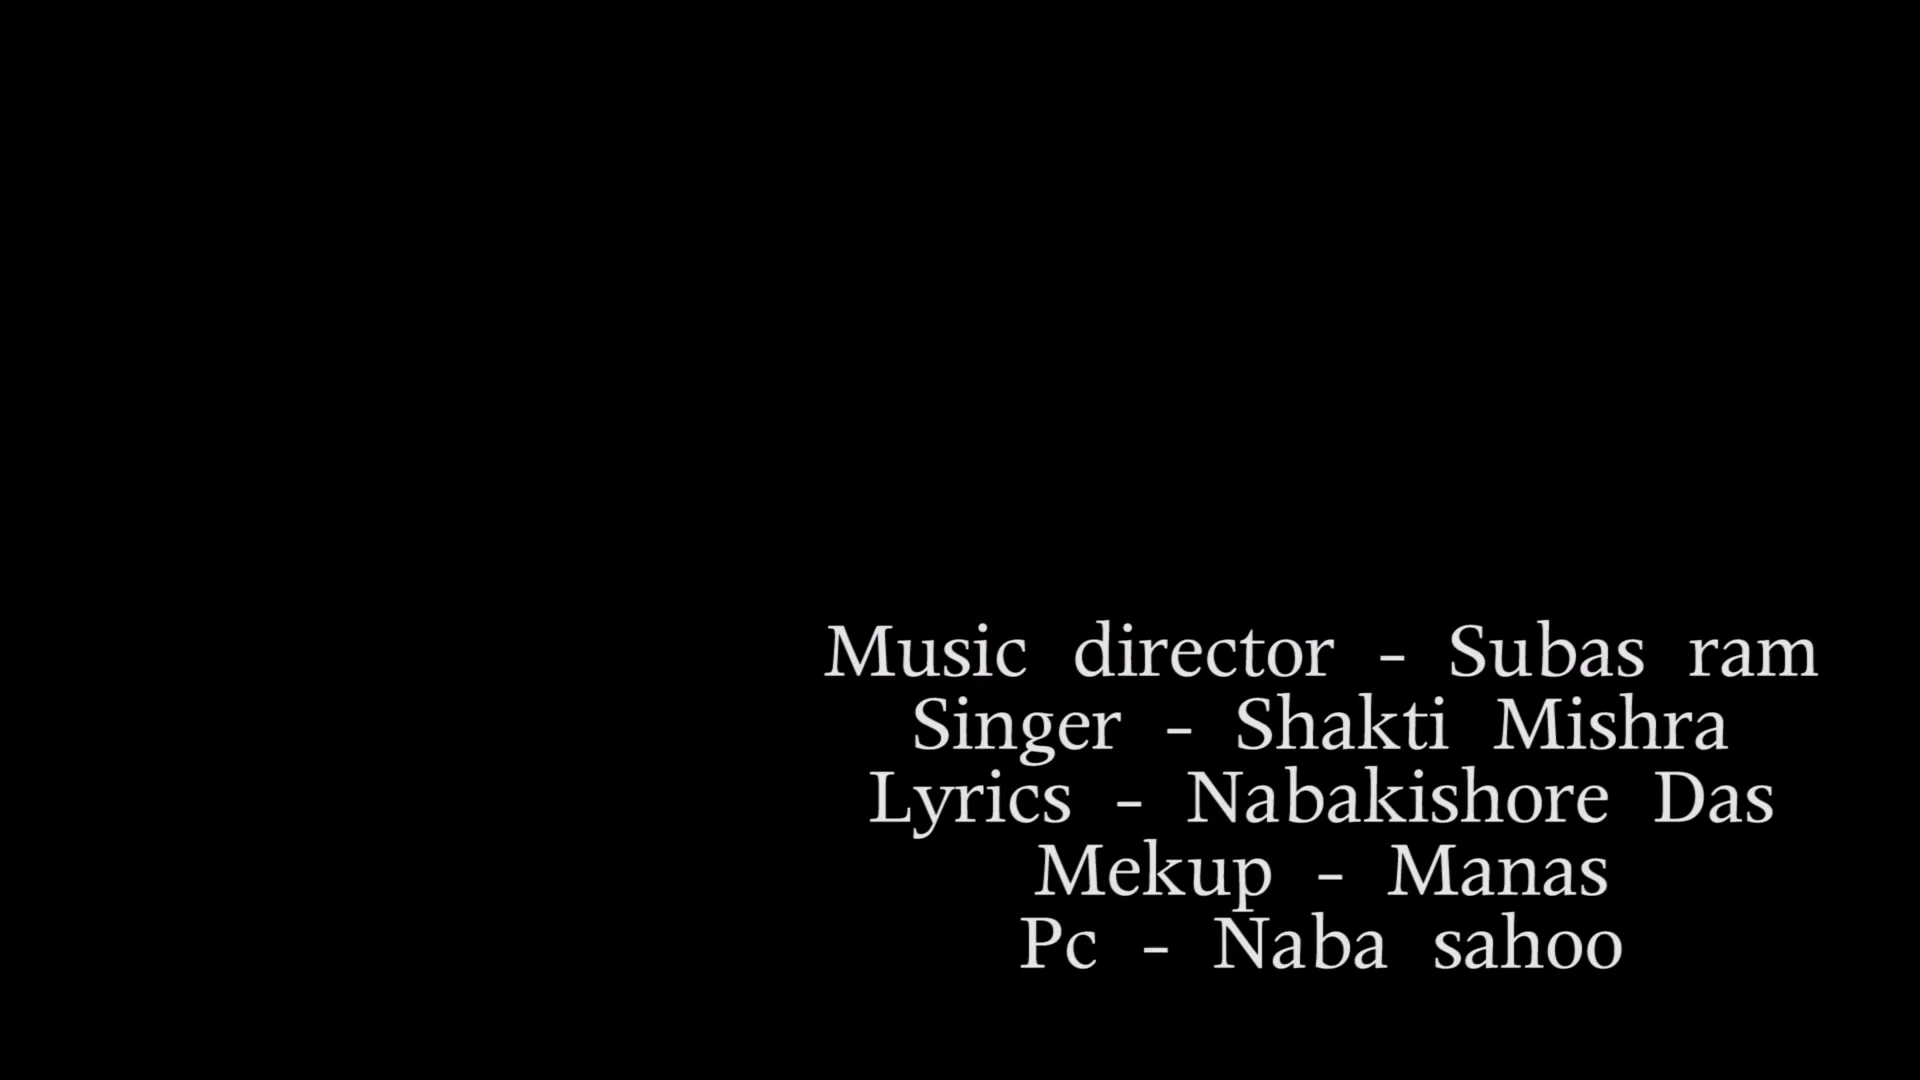 Music director - Subas ram
Singer - Shakti Mishra
Lyrics - Nabakishore Das
Mekup - Manas
Pc - Naba sahoo